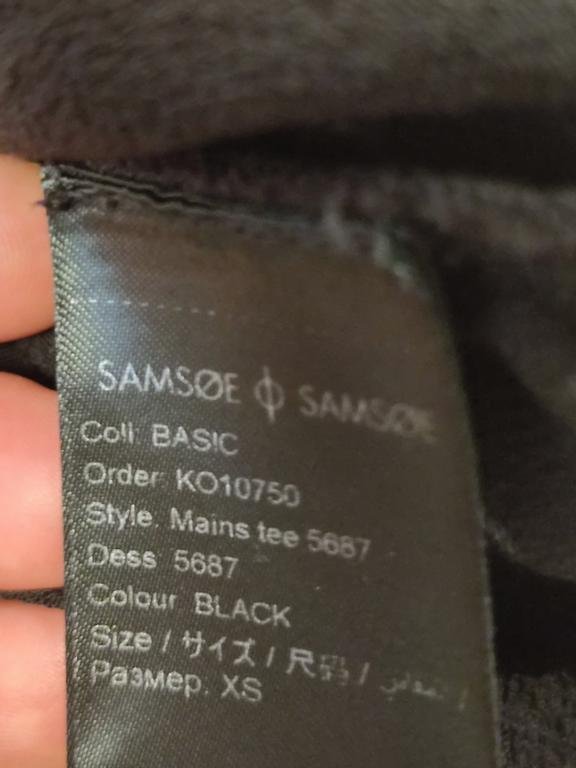 SAMSØE ϕ SAMSØE
Coll BASIC
Order KO10750
Style. Mains tee 5687
Dess 5687
Colour BLACK
Size / サイズ / 尺码 /
Размер. XS